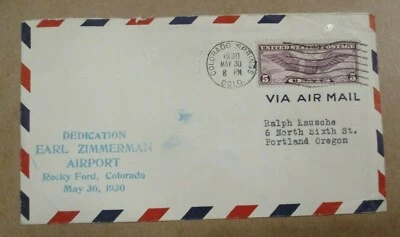 COLORADO SPRINGS
1930
MAY 30
8 PM
COLO.
UNITED STATES POSTAGE
5 5
VIA AIR MAIL
Ralph Rausche
6 North Sixth St.
Portland Oregon
DEDICATION
EARL ZIMMERMAN
AIRPORT
Rocky Ford, Colorado
May 30, 1930